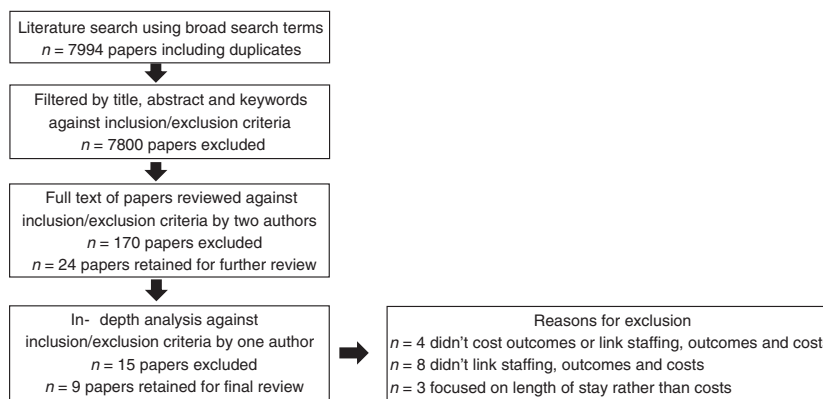 Literature search using broad search terms
n = 7994 papers including duplicates
Filtered by title, abstract and keywords
against inclusion/exclusion criteria
n = 7800 papers excluded
Full text of papers reviewed against
inclusion/exclusion criteria by two authors
n = 170 papers excluded
n = 24 papers retained for further review
In- depth analysis against
inclusion/exclusion criteria by one author
n = 15 papers excluded
n = 9 papers retained for final review
Reasons for exclusion
n = 4 didn't cost outcomes or link staffing, outcomes and cost
n = 8 didn't link staffing, outcomes and costs
n = 3 focused on length of stay rather than costs